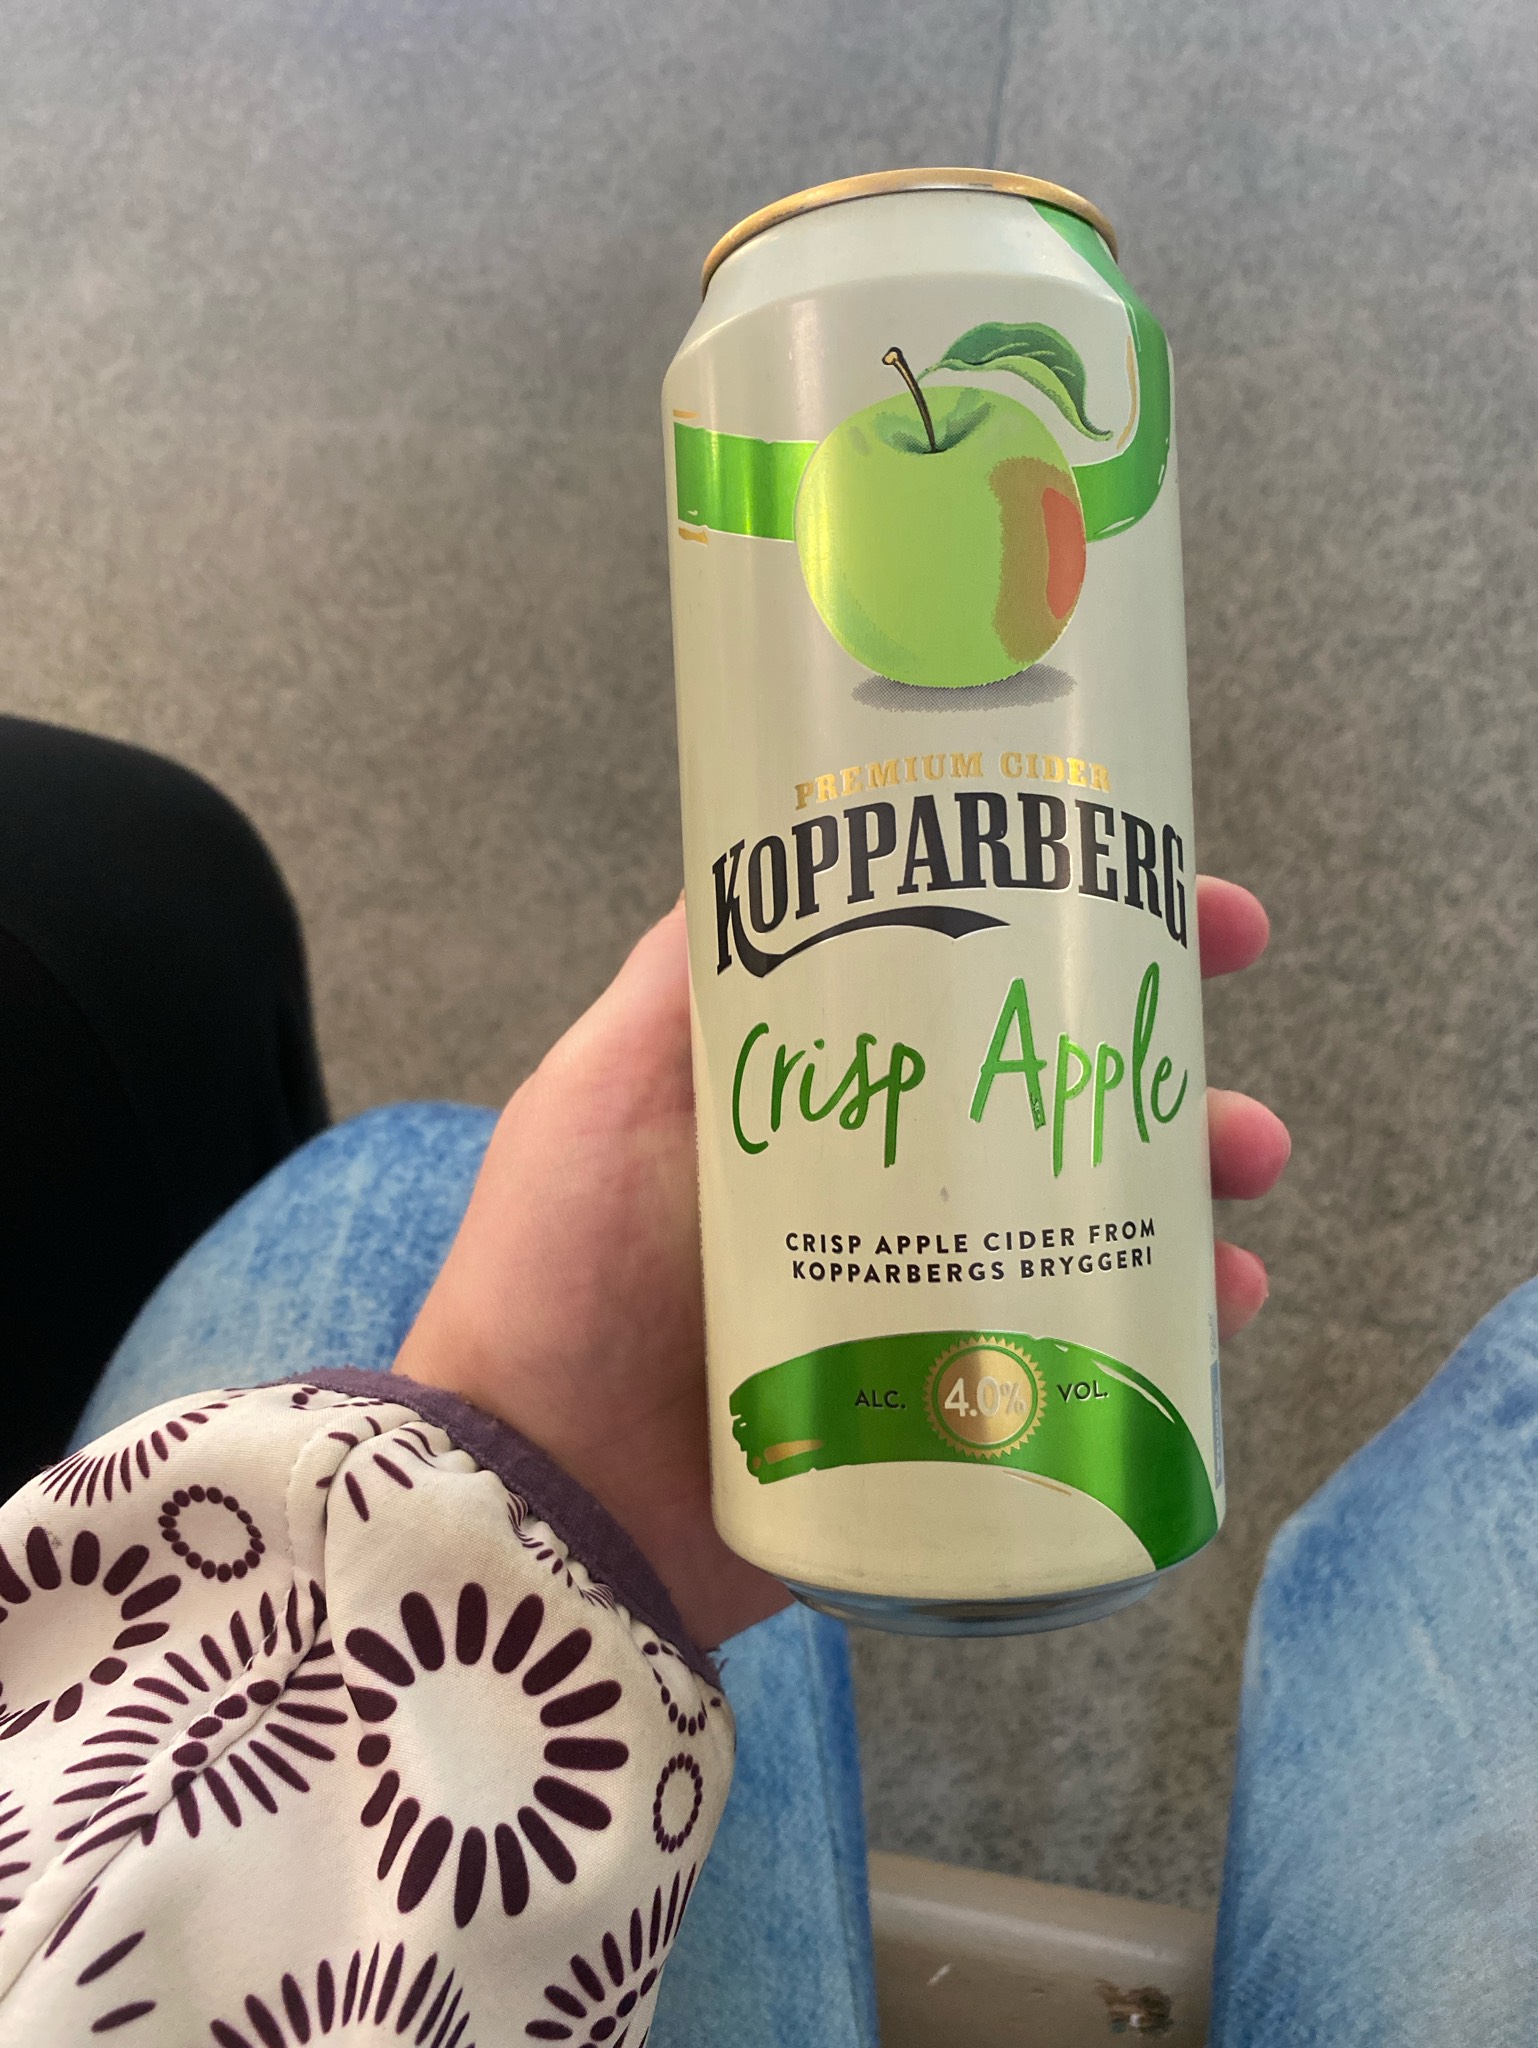 PREMIUM CIDER
KOPPARBERG
Crisp Apple
CRISP APPLE CIDER FROM
KOPPARBERGS BRYGGERI
ALC. 4.0% VOL.